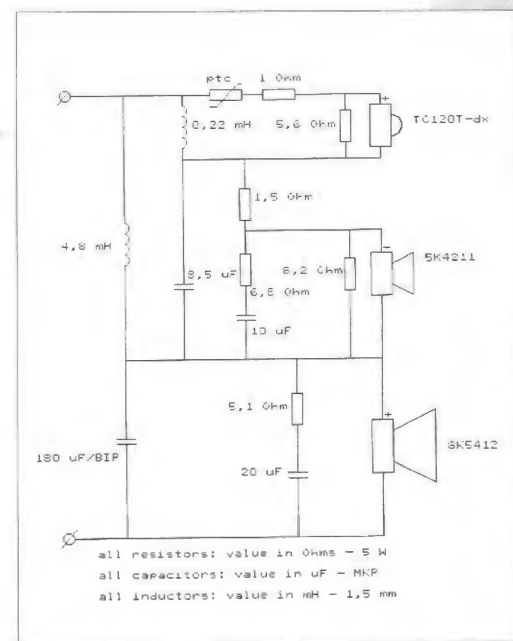 ptc
1 Ohm
0,22 mH
5,6 Ohm
TC120T-dx
1,5 Ohm
4,8 mH
8,5 uF
6,8 Ohm
8,2 Ohm
5K4211
10 uF
5,1 Ohm
8K5412
180 uF/BIP
20 uF
all resistors: value in Ohms - 5 W
all capacitors: value in uF - MKP
all inductors: value in mH - 1,5 mm